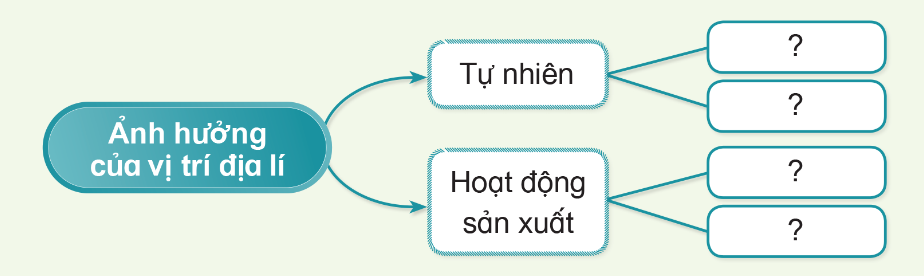 Ảnh hưởng
của vị trí địa lí
Tự nhiên
?
?
Hoạt động
sản xuất
?
?